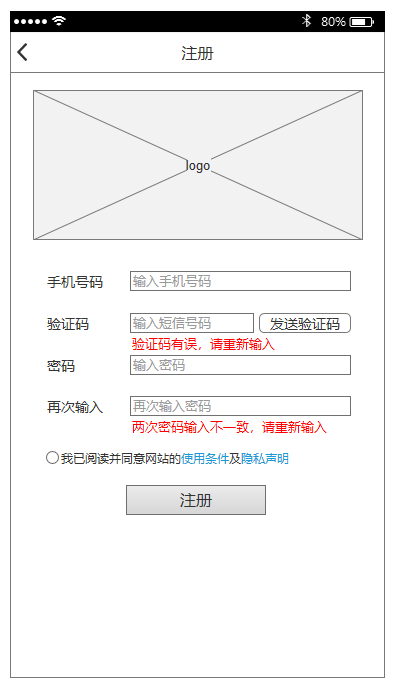 80%
注册
logo
手机号码 输入手机号码
验证码 输入短信号码 发送验证码
验证码有误，请重新输入
密码 输入密码
再次输入 再次输入密码
两次密码输入不一致，请重新输入
我已阅读并同意网站的使用条件及隐私声明
注册